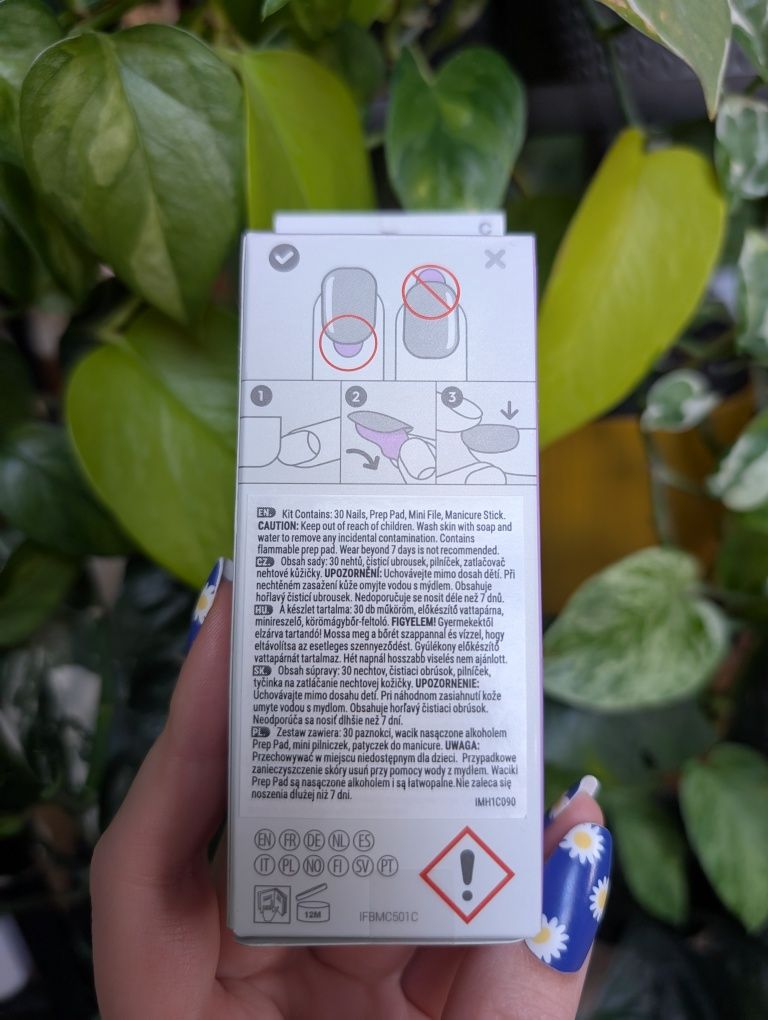 C
1 2 3
EN Kit Contains: 30 Nails, Prep Pad, Mini File, Manicure Stick.
CAUTION: Keep out of reach of children. Wash skin with soap and
water to remove any incidental contamination. Contains
flammable prep pad. Wear beyond 7 days is not recommended.
CZ Obsah sady: 30 nehtů, čisticí ubrousek, pilníček, zatlačovač
nehtové kůžičky. UPOZORNĚNÍ: Uchovávejte mimo dosah dětí. Při
nechtěném zasažení kůže omyjte vodou s mýdlem. Obsahuje
hořlavý čisticí ubrousek. Nedoporučuje se nosit déle než 7 dnů.
HU A készlet tartalma: 30 db műköröm, előkészítő vattapárna,
minireszelő, körömágybőr-feltoló. FIGYELEM! Gyermekektől
elzárva tartandó! Mossa meg a bőrét szappannal és vízzel, hogy
eltávolítsa az esetleges szennyeződést. Gyúlékony előkészítő
vattapárnát tartalmaz. Hét napnál hosszabb viselés nem ajánlott.
SK Obsah súpravy: 30 nechtov, čistiaci obrúsok, pilníček,
tyčinka na zatláčanie nechtovej kožičky. UPOZORNENIE:
Uchovávajte mimo dosahu detí. Pri náhodnom zasiahnutí kože
umyte vodou s mydlom. Obsahuje horľavý čistiaci obrúsok.
Neodporúča sa nosiť dlhšie než 7 dní.
PL Zestaw zawiera: 30 paznokci, wacik nasączone alkoholem
Prep Pad, mini pilniczek, patyczek do manicure. UWAGA:
Przechowywać w miejscu niedostępnym dla dzieci. Przypadkowe
zanieczyszczenie skóry usuń przy pomocy wody z mydłem. Waciki
Prep Pad są nasączone alkoholem i są łatwopalne.Nie zaleca się
noszenia dłużej niż 7 dni.
IMH1C090
EN FR DE NL ES
IT PL NO FI SV PT
12M
IFBMC501C